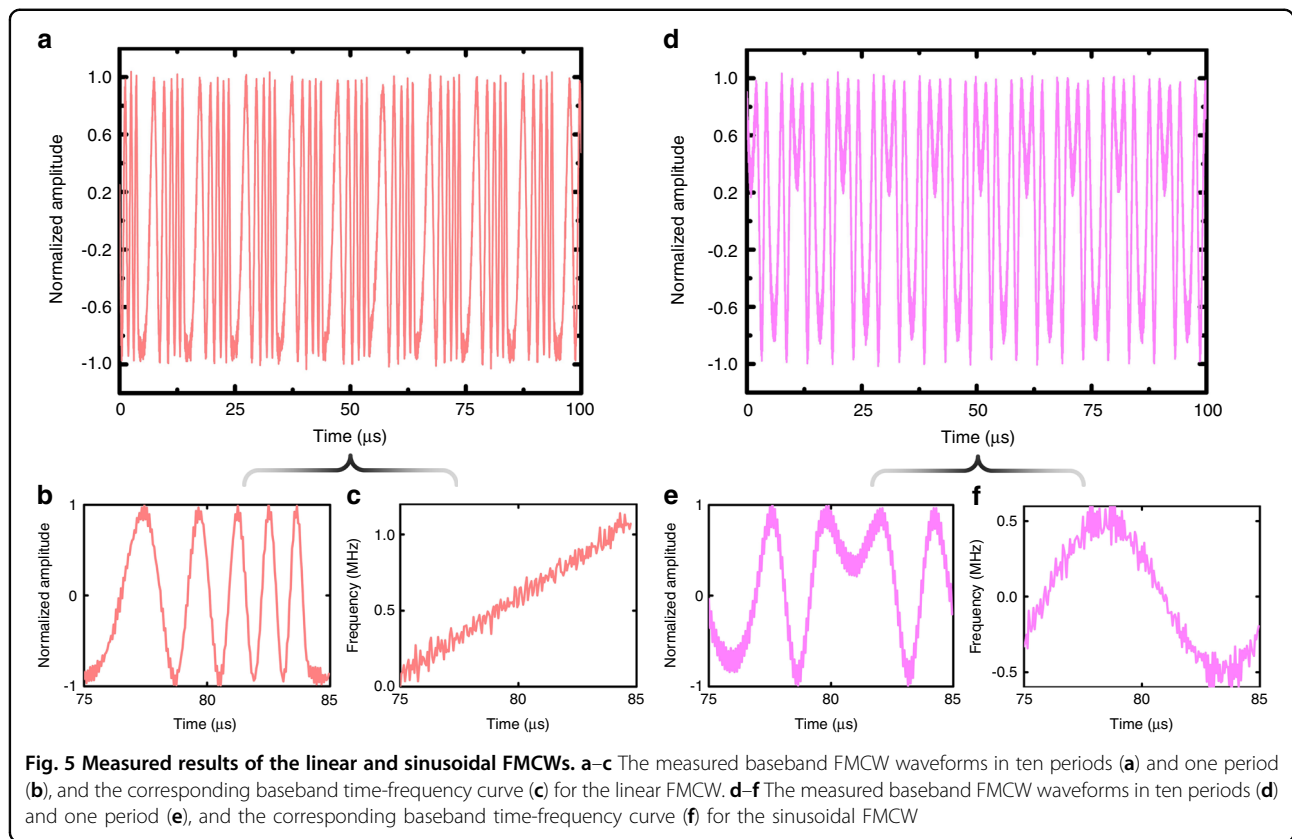 a
1.0
0.6
0.2
-0.2
-0.6
-1.0
Normalized amplitude
0 25 50 75 100
Time (μs)
d
1.0
0.6
0.2
-0.2
-0.6
-1.0
Normalized amplitude
0 25 50 75 100
Time (μs)
b
1
0
-1
Normalized amplitude
75 80 85
Time (μs)
c
1.0
0.5
0.0
Frequency (MHz)
75 80 85
Time (μs)
e
1
0
-1
Normalized amplitude
75 80 85
Time (μs)
f
0.5
0.0
-0.5
Frequency (MHz)
75 80 85
Time (μs)
Fig. 5 Measured results of the linear and sinusoidal FMCWs. a–c The measured baseband FMCW waveforms in ten periods (a) and one period
(b), and the corresponding baseband time-frequency curve (c) for the linear FMCW. d–f The measured baseband FMCW waveforms in ten periods (d)
and one period (e), and the corresponding baseband time-frequency curve (f) for the sinusoidal FMCW